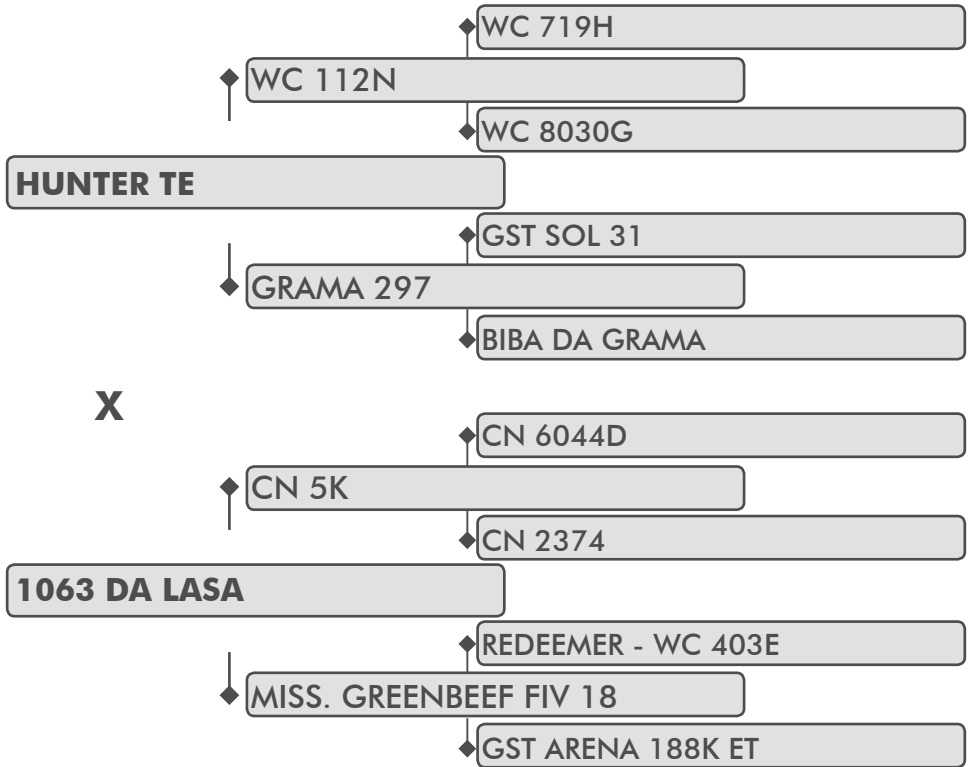 WC 719H
WC 112N
WC 8030G
HUNTER TE
GST SOL 31
GRAMA 297
BIBA DA GRAMA
X
CN 6044D
CN 5K
CN 2374
1063 DA LASA
REDEEMER - WC 403E
MISS. GREENBEEF FIV 18
GST ARENA 188K ET